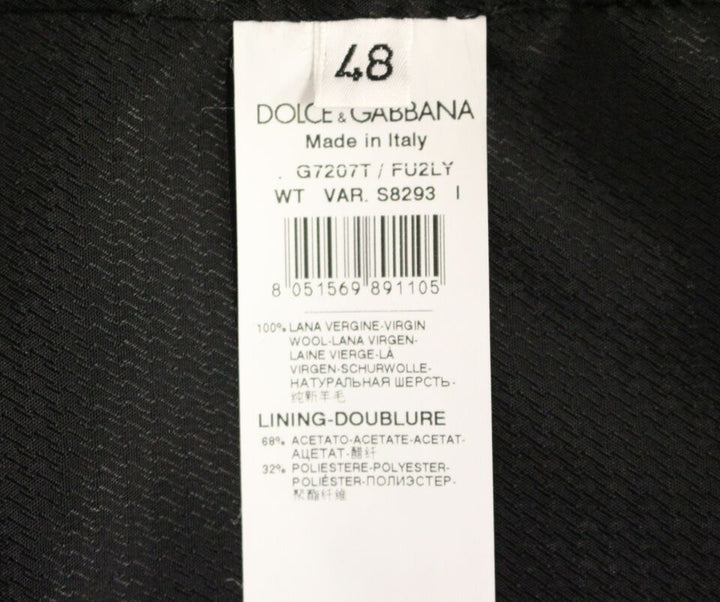 48
DOLCE & GABBANA
Made in Italy
. G7207T / FU2LY
WT VAR. S8293 I
8 051569 891105
100% LANA VERGINE-VIRGIN
WOOL-LANA VIRGEN-
LAINE VIERGE-LÀ
VIRGEN-SCHURWOLLE-
НАТУРАЛЬНАЯ ШЕРСТЬ-
纯新羊毛
LINING-DOUBLURE
68% ACETATO-ACETATE-ACETAT-
АЦЕТАТ-醋纤
32% POLIESTERE-POLYESTER-
POLIÉSTER-ПОЛИЭСТЕР-
聚酯纤维